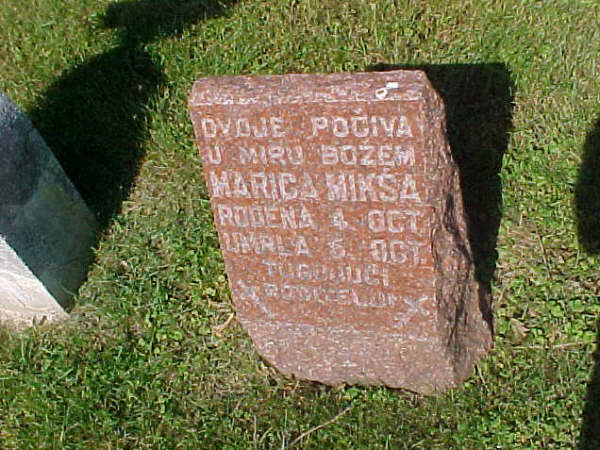 OVDJE POČIVA
U MIRU BOŽEM
MARICA MIKŠA
ROĐENA 4. OCT.
UMRLA 5. OCT.
TUGUJUĆI
RODITELJI